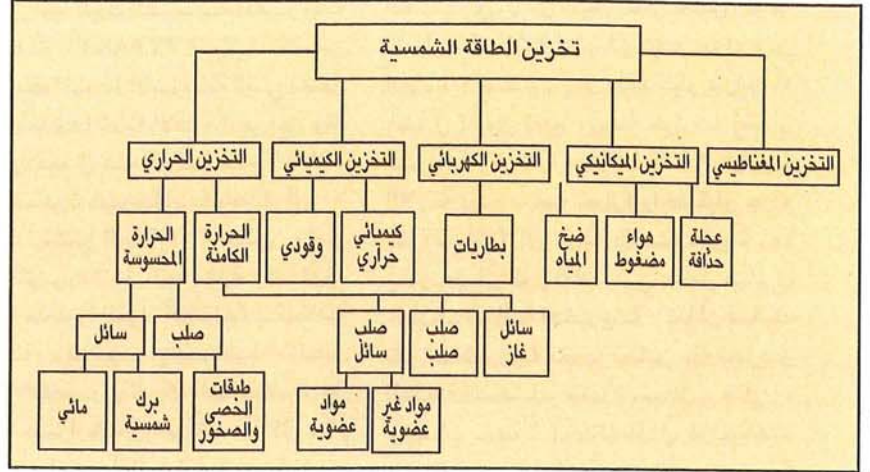 تخزين الطاقة الشمسية
التخزين المغناطيسي
التخزين الميكانيكي
التخزين الكهربائي
التخزين الكيميائي
التخزين الحراري
عجلة
حذافة
هواء
مضغوط
ضخ
المياه
بطاريات
كيميائي
حراري
وقودي
الحرارة
الكامنة
الحرارة
المحسوسة
سائل
غاز
صلب
صلب
صلب
سائل
صلب
سائل
مواد غير
عضوية
مواد
عضوية
طبقات
الحصى
والصخور
برك
شمسية
مائي